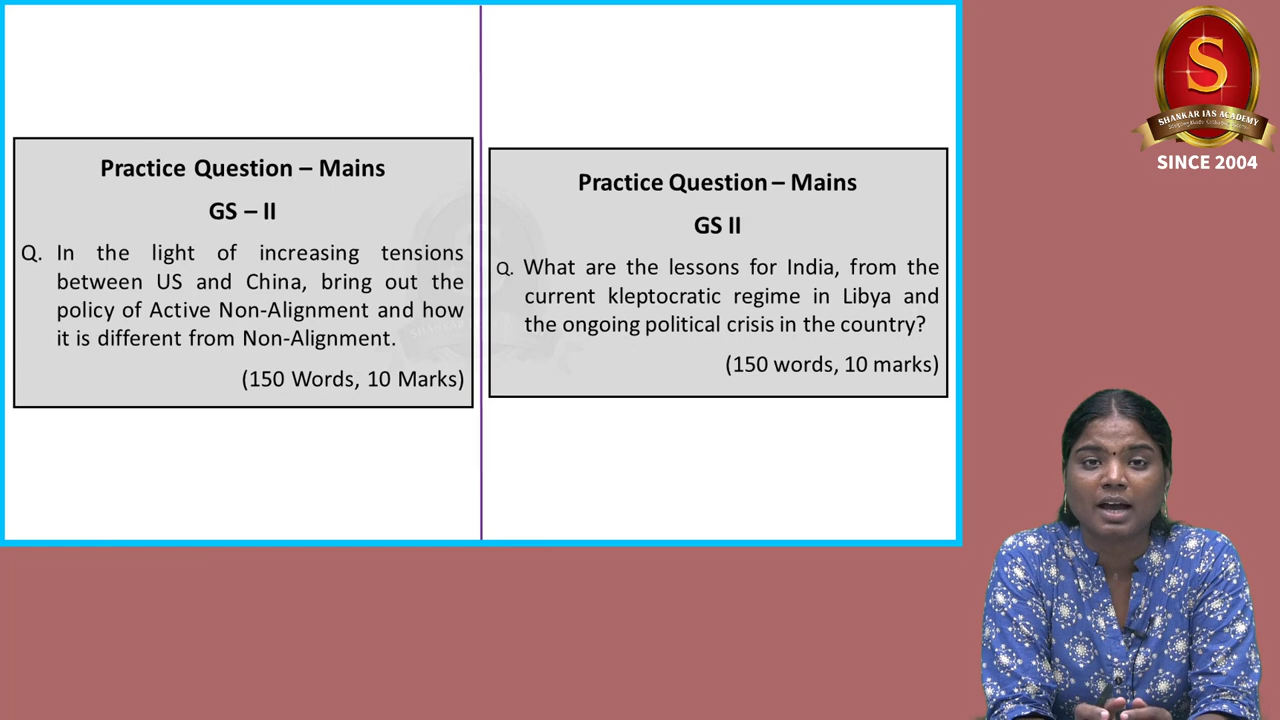 Practice Question – Mains
GS – II
Q. In the light of increasing tensions
between US and China, bring out the
policy of Active Non-Alignment and how
it is different from Non-Alignment.
(150 Words, 10 Marks)
Practice Question – Mains
GS II
Q. What are the lessons for India, from the
current kleptocratic regime in Libya and
the ongoing political crisis in the country?
(150 words, 10 marks)
S
SHANKAR IAS ACADEMY
SINCE 2004